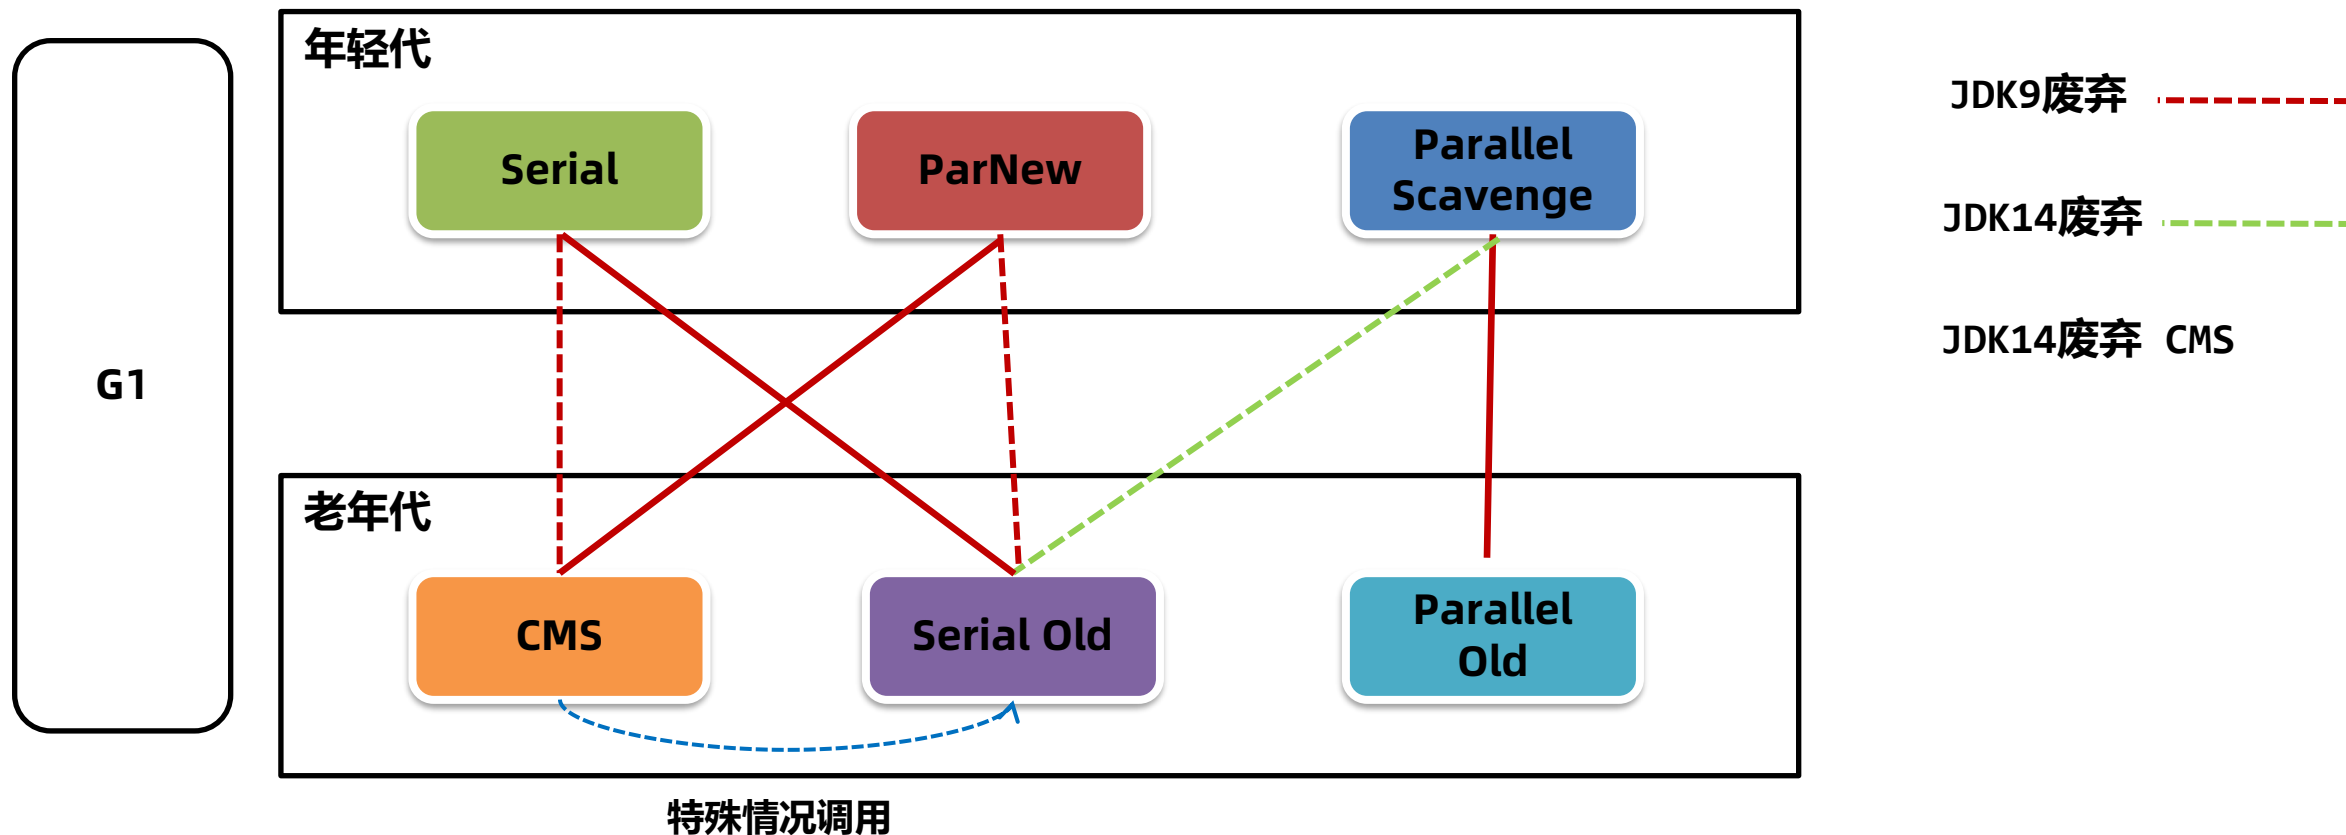 年轻代
Serial
ParNew
Parallel
Scavenge
G1
老年代
CMS
Serial Old
Parallel
Old
特殊情况调用
JDK9废弃
JDK14废弃
JDK14废弃 CMS